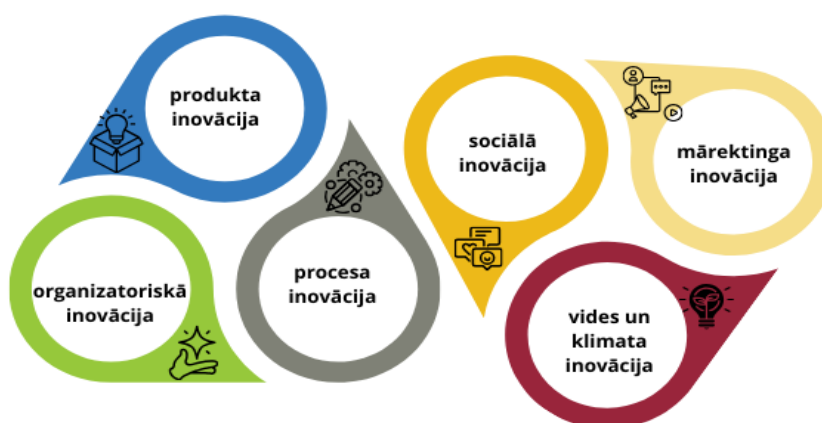 produkta
inovācija
organizatoriskā
inovācija
procesa
inovācija
sociālā
inovācija
mārektinga
inovācija
vides un
klimata
inovācija